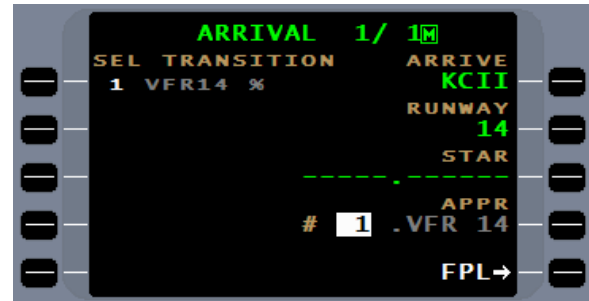 ARRIVAL 1/ 1M
SEL TRANSITION ARRIVE
1 VFR14 % KCII
RUNWAY
14
STAR
-----.------
APPR
# 1 .VFR 14
FPL→